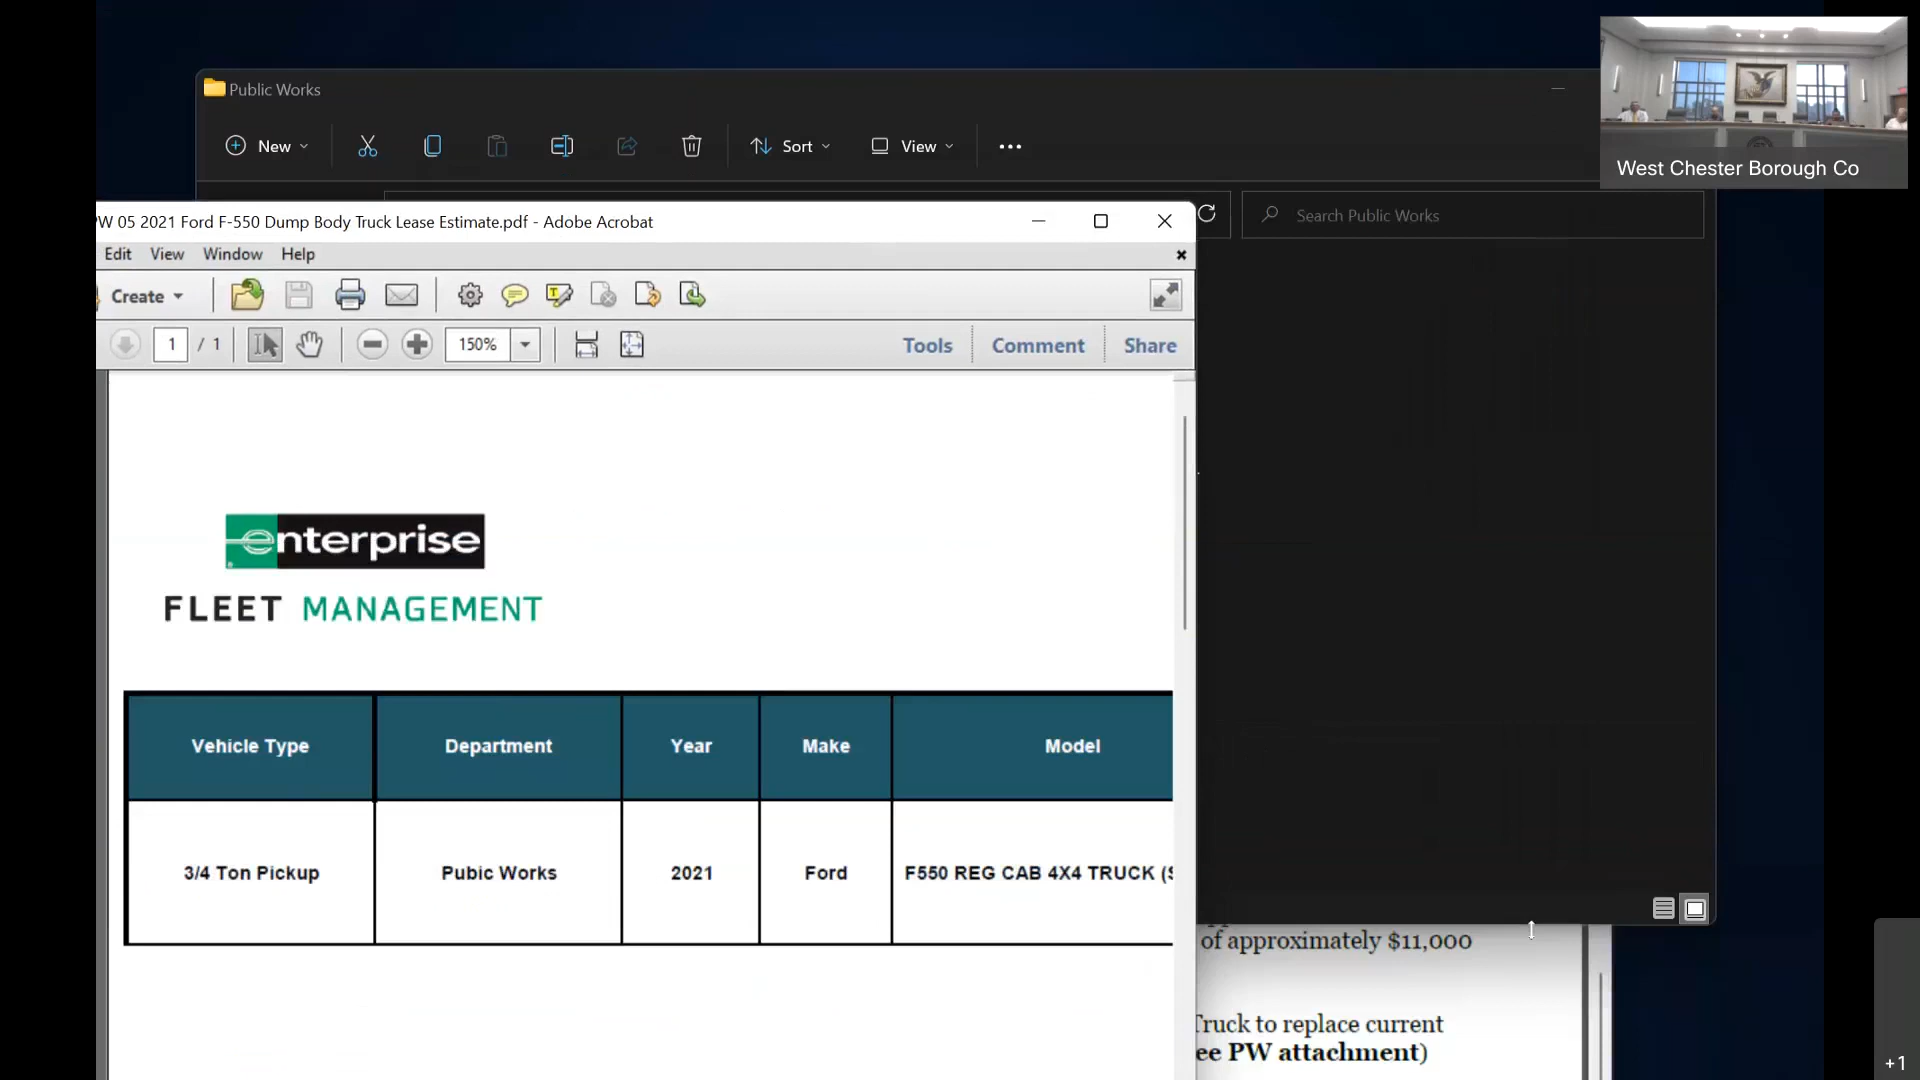 Public Works
New
Sort
View
West Chester Borough Co
Search Public Works
PW 05 2021 Ford F-550 Dump Body Truck Lease Estimate.pdf - Adobe Acrobat
Edit View Window Help
Create
1 / 1
150%
Tools
Comment
Share
enterprise
FLEET MANAGEMENT
Vehicle Type Department Year Make Model
3/4 Ton Pickup Pubic Works 2021 Ford F550 REG CAB 4X4 TRUCK (S
of approximately $11,000
Truck to replace current
ee PW attachment)
+1